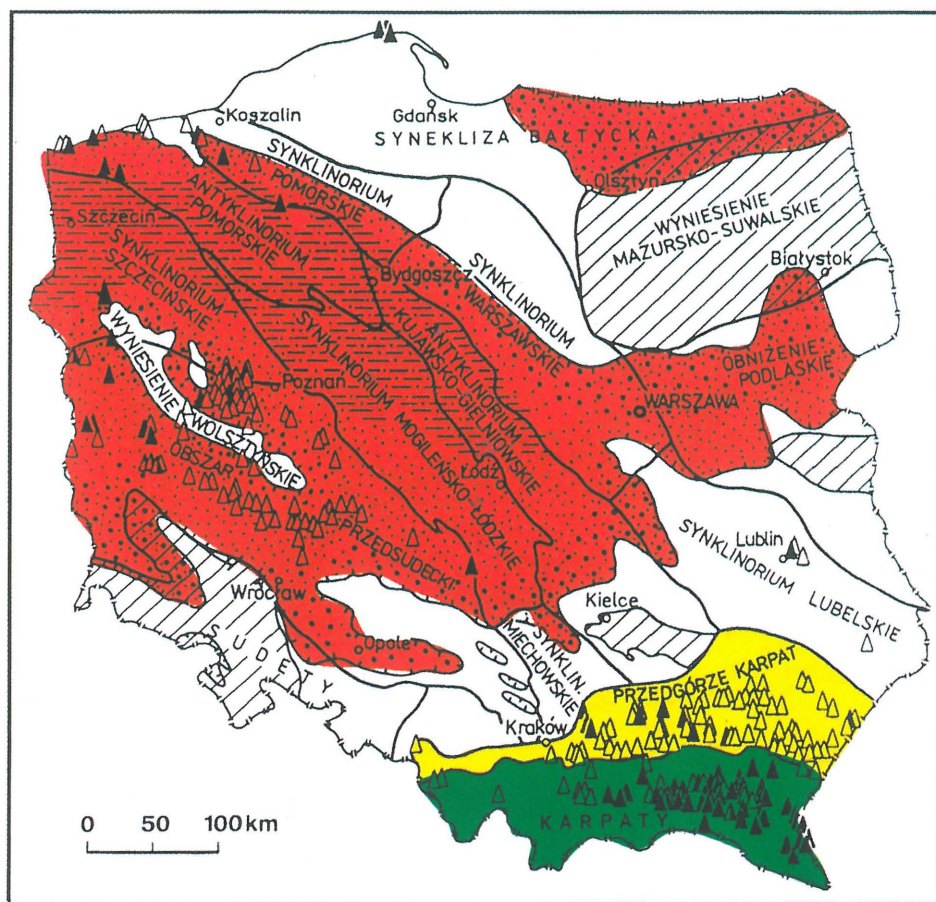 Koszalin
Gdańsk
SYNEKLIZA BAŁTYCKA
Olsztyn
WYNIESIENIE
MAZURSKO-SUWALSKIE
Białystok
SYNKLINORIUM
POMORSKIE
ANTYKLINORIUM
POMORSKIE
Szczecin
SYNKLINORIUM
SZCZECIŃSKIE
Bydgoszcz
SYNKLINORIUM
WARSZAWSKIE
ANTYKLINORIUM
KUJAWSKO-GIELNIOWSKIE
SYNKLINORIUM MOGILEŃSKO-ŁÓDZKIE
OBNIŻENIE
PODLASKIE
WARSZAWA
WYNIESIENIE WOLSZTYŃSKIE
Poznań
Łódź
OBSZAR PRZEDSUDECKI
Lublin
SYNKLINORIUM LUBELSKIE
Wrocław
Kielce
SUDETY
Opole
SYNKLIN.
MIECHOWSKIE
PRZEDGÓRZE KARPAT
Kraków
KARPATY
0 50 100 km